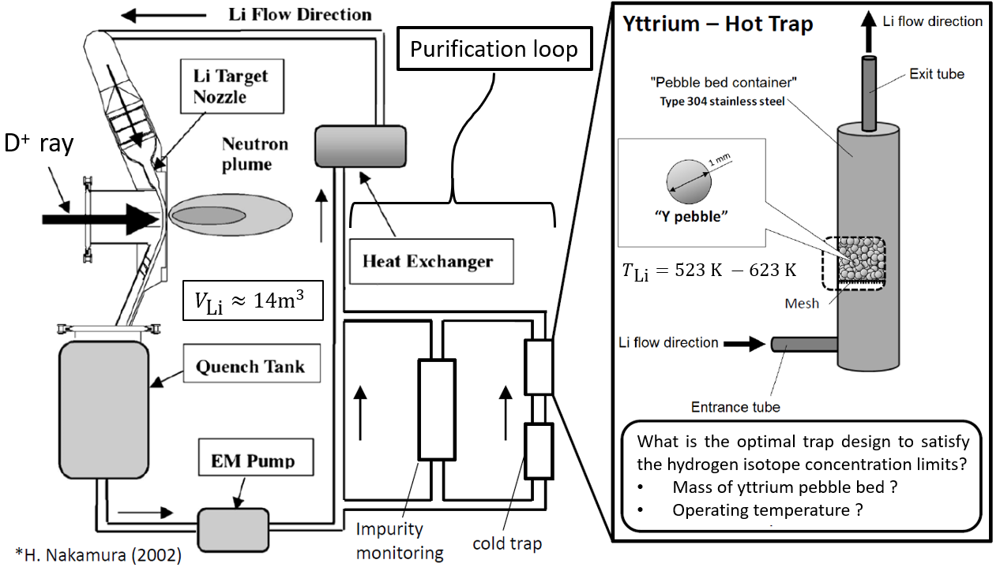 Li Flow Direction
Purification loop
Li Target
Nozzle
D⁺ ray
Neutron
plume
Heat Exchanger
V_Li ≈ 14m³
Quench Tank
EM Pump
Impurity
monitoring
cold trap
*H. Nakamura (2002)
Yttrium – Hot Trap
Li flow direction
Exit tube
"Pebble bed container"
Type 304 stainless steel
1 mm
“Y pebble”
T_Li = 523 K – 623 K
Mesh
Li flow direction
Entrance tube
What is the optimal trap design to satisfy
the hydrogen isotope concentration limits?
• Mass of yttrium pebble bed ?
• Operating temperature ?